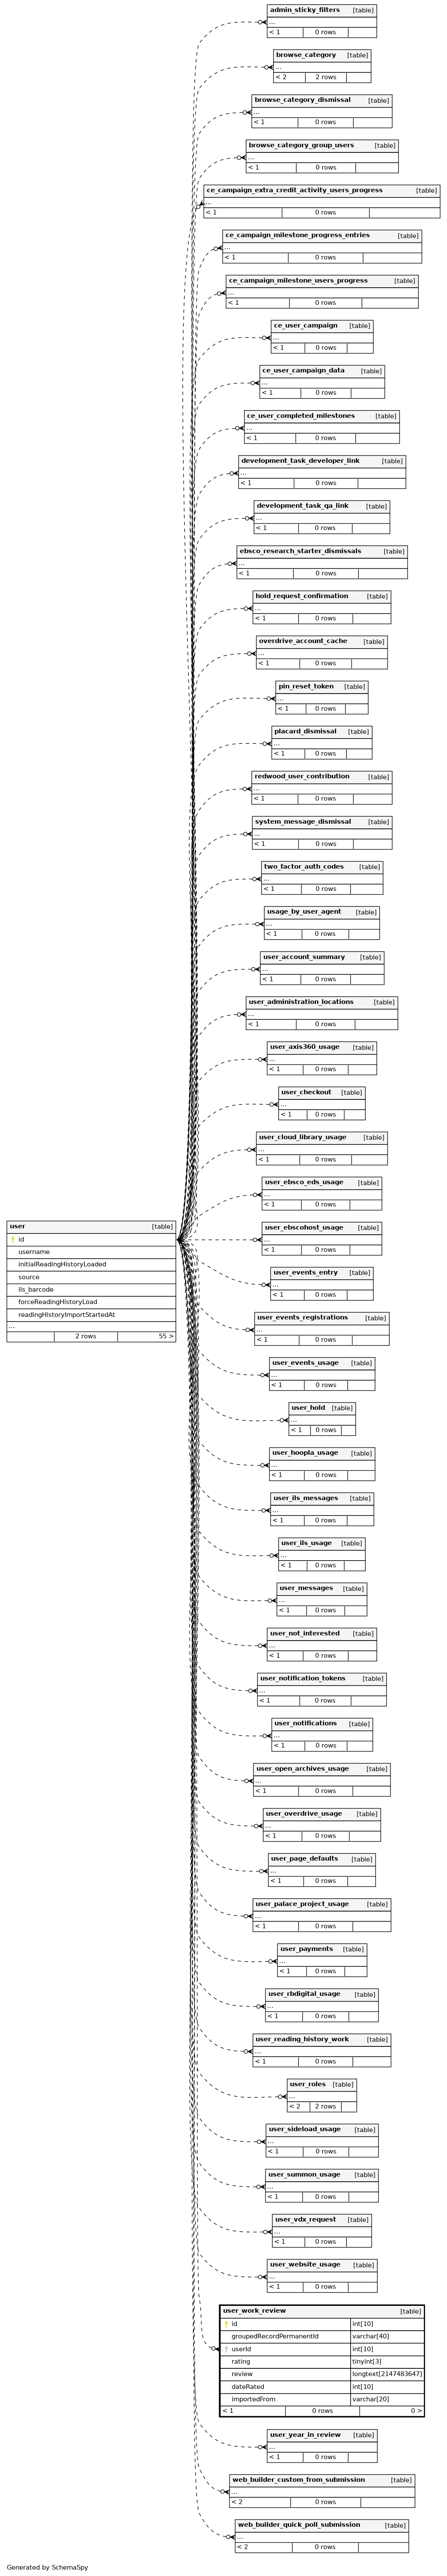 admin_sticky_filters [table]
...
< 1 0 rows
browse_category [table]
...
< 2 2 rows
browse_category_dismissal [table]
...
< 1 0 rows
browse_category_group_users [table]
...
< 1 0 rows
ce_campaign_extra_credit_activity_users_progress [table]
...
< 1 0 rows
ce_campaign_milestone_progress_entries [table]
...
< 1 0 rows
ce_campaign_milestone_users_progress [table]
...
< 1 0 rows
ce_user_campaign [table]
...
< 1 0 rows
ce_user_campaign_data [table]
...
< 1 0 rows
ce_user_completed_milestones [table]
...
< 1 0 rows
development_task_developer_link [table]
...
< 1 0 rows
development_task_qa_link [table]
...
< 1 0 rows
ebsco_research_starter_dismissals [table]
...
< 1 0 rows
hold_request_confirmation [table]
...
< 1 0 rows
overdrive_account_cache [table]
...
< 1 0 rows
pin_reset_token [table]
...
< 1 0 rows
placard_dismissal [table]
...
< 1 0 rows
redwood_user_contribution [table]
...
< 1 0 rows
system_message_dismissal [table]
...
< 1 0 rows
two_factor_auth_codes [table]
...
< 1 0 rows
usage_by_user_agent [table]
...
< 1 0 rows
user_account_summary [table]
...
< 1 0 rows
user_administration_locations [table]
...
< 1 0 rows
user_axis360_usage [table]
...
< 1 0 rows
user_checkout [table]
...
< 1 0 rows
user_cloud_library_usage [table]
...
< 1 0 rows
user_ebsco_eds_usage [table]
...
< 1 0 rows
user [table]
id
username
initialReadingHistoryLoaded
source
ils_barcode
forceReadingHistoryLoad
readingHistoryImportStartedAt
...
2 rows 55 >
user_ebscohost_usage [table]
...
< 1 0 rows
user_events_entry [table]
...
< 1 0 rows
user_events_registrations [table]
...
< 1 0 rows
user_events_usage [table]
...
< 1 0 rows
user_hold [table]
...
< 1 0 rows
user_hoopla_usage [table]
...
< 1 0 rows
user_ils_messages [table]
...
< 1 0 rows
user_ils_usage [table]
...
< 1 0 rows
user_messages [table]
...
< 1 0 rows
user_not_interested [table]
...
< 1 0 rows
user_notification_tokens [table]
...
< 1 0 rows
user_notifications [table]
...
< 1 0 rows
user_open_archives_usage [table]
...
< 1 0 rows
user_overdrive_usage [table]
...
< 1 0 rows
user_page_defaults [table]
...
< 1 0 rows
user_palace_project_usage [table]
...
< 1 0 rows
user_payments [table]
...
< 1 0 rows
user_rbdigital_usage [table]
...
< 1 0 rows
user_reading_history_work [table]
...
< 1 0 rows
user_roles [table]
...
< 2 2 rows
user_sideload_usage [table]
...
< 1 0 rows
user_summon_usage [table]
...
< 1 0 rows
user_vdx_request [table]
...
< 1 0 rows
user_website_usage [table]
...
< 1 0 rows
user_work_review [table]
id int[10]
groupedRecordPermanentId varchar[40]
userId int[10]
rating tinyint[3]
review longtext[2147483647]
dateRated int[10]
importedFrom varchar[20]
< 1 0 rows 0 >
user_year_in_review [table]
...
< 1 0 rows
web_builder_custom_from_submission [table]
...
< 2 0 rows
web_builder_quick_poll_submission [table]
...
< 2 0 rows
Generated by SchemaSpy